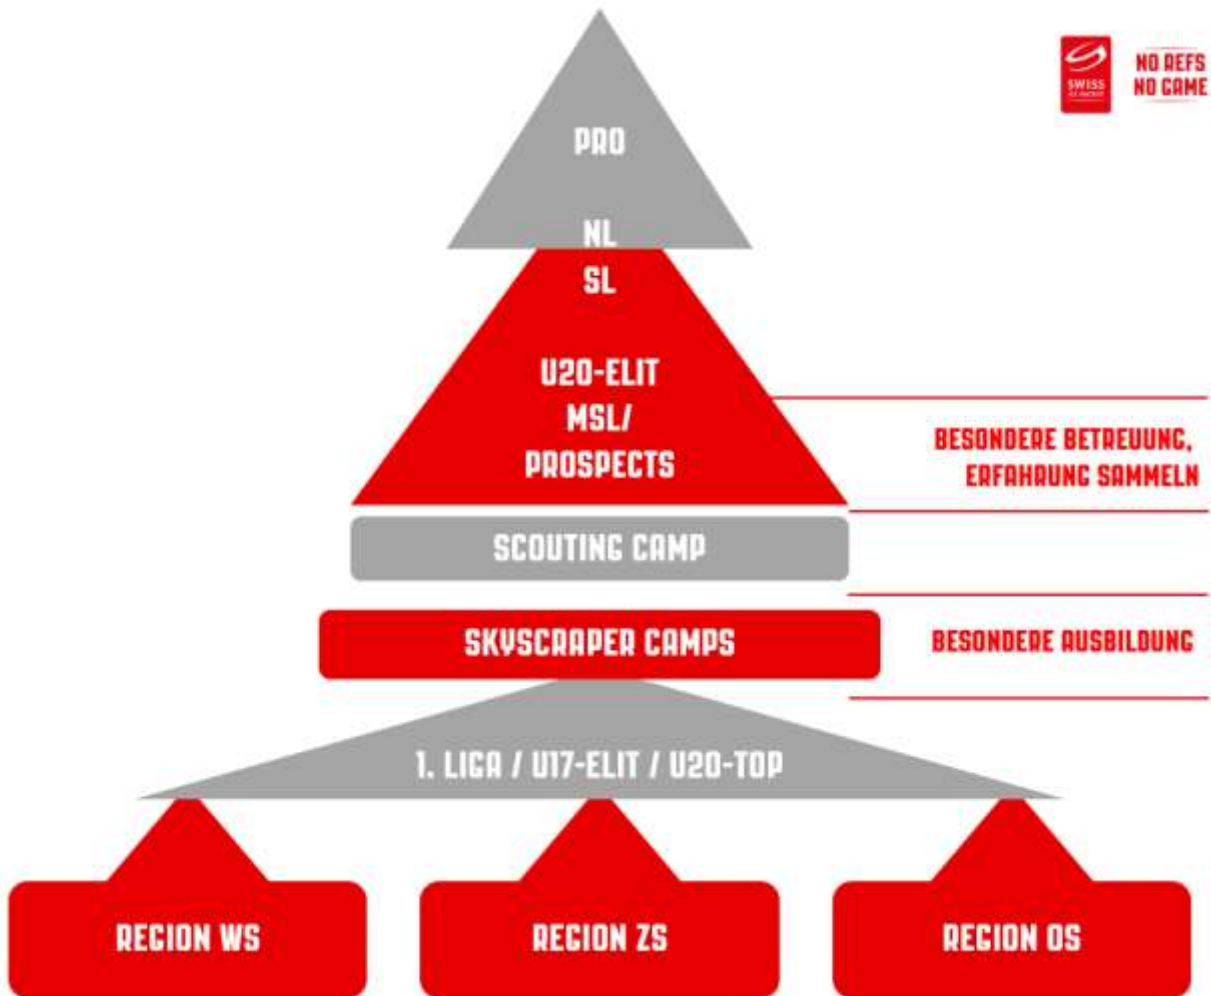 SWISS
NO REFS
NO GAME
PRO
NL
SL
U20-ELIT
MSL/
PROSPECTS
BESONDERE BETREUUNG,
ERFAHRUNG SAMMELN
SCOUTING CAMP
SKYSCRAPER CAMPS
BESONDERE AUSBILDUNG
1. LIGA / U17-ELIT / U20-TOP
REGION WS
REGION ZS
REGION OS